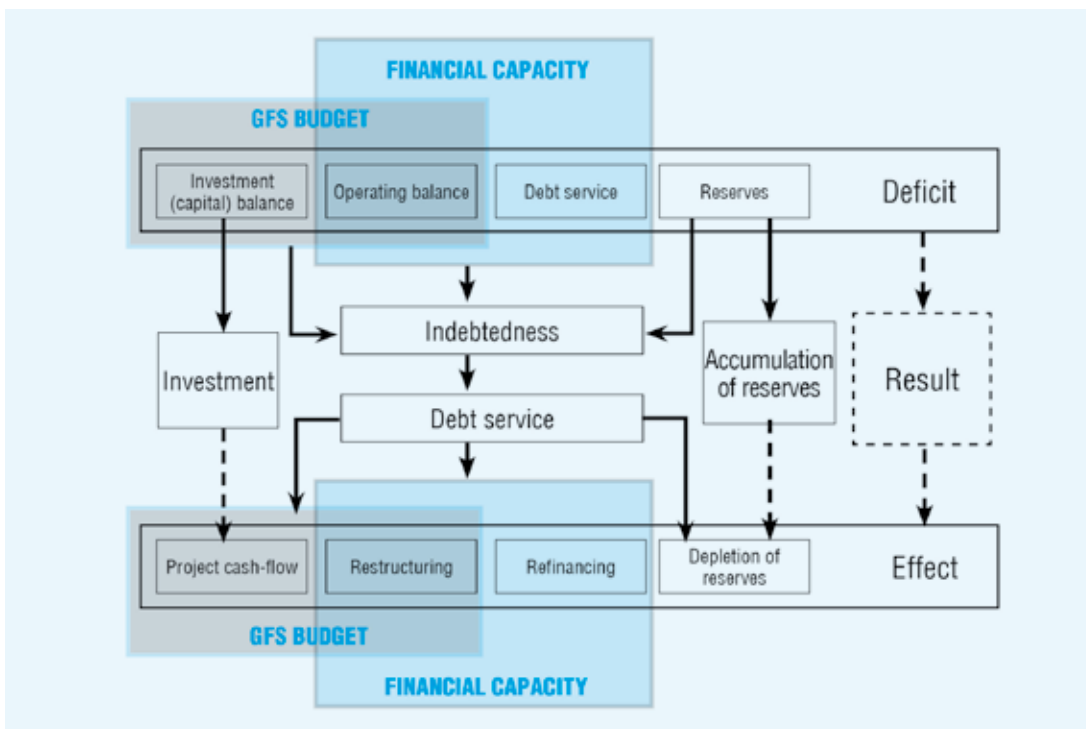 FINANCIAL CAPACITY
GFS BUDGET
Investment
(capital) balance
Operating balance
Debt service
Reserves
Deficit
Indebtedness
Investment
Accumulation
of reserves
Result
Debt service
Project cash-flow
Restructuring
Refinancing
Depletion of
reserves
Effect
GFS BUDGET
FINANCIAL CAPACITY